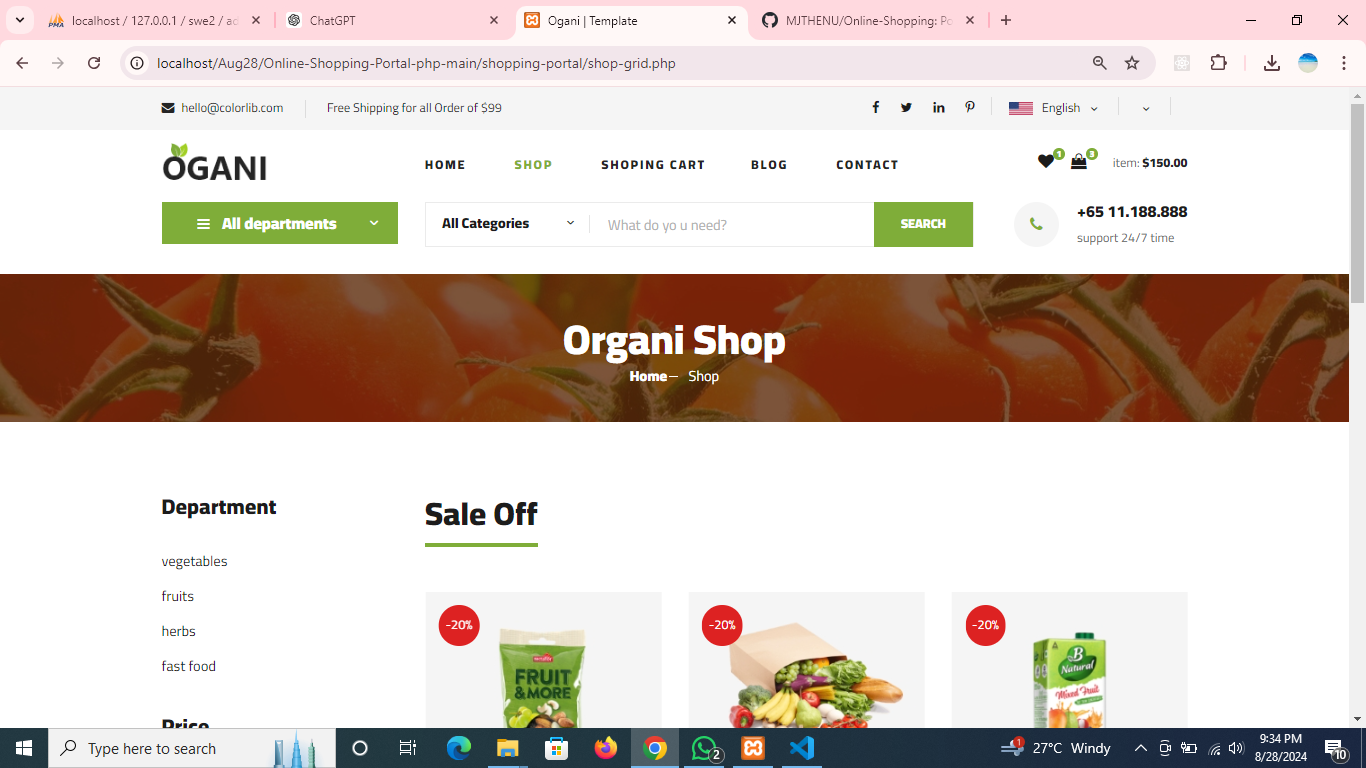 localhost / 127.0.0.1 / swe2 / ad
ChatGPT
Ogani | Template
MJTHENU/Online-Shopping: Po
localhost/Aug28/Online-Shopping-Portal-php-main/shopping-portal/shop-grid.php
hello@colorlib.com
Free Shipping for all Order of $99
English
OGANI
HOME
SHOP
SHOPING CART
BLOG
CONTACT
1
3
item: $150.00
All departments
All Categories
What do yo u need?
SEARCH
+65 11.188.888
support 24/7 time
Organi Shop
Home – Shop
Department
vegetables
fruits
herbs
fast food
Price
Sale Off
-20%
FRUIT
&MORE
-20%
-20%
B
Natural
Mixed Fruit
Type here to search
2
1
27°C Windy
9:34 PM
8/28/2024
10